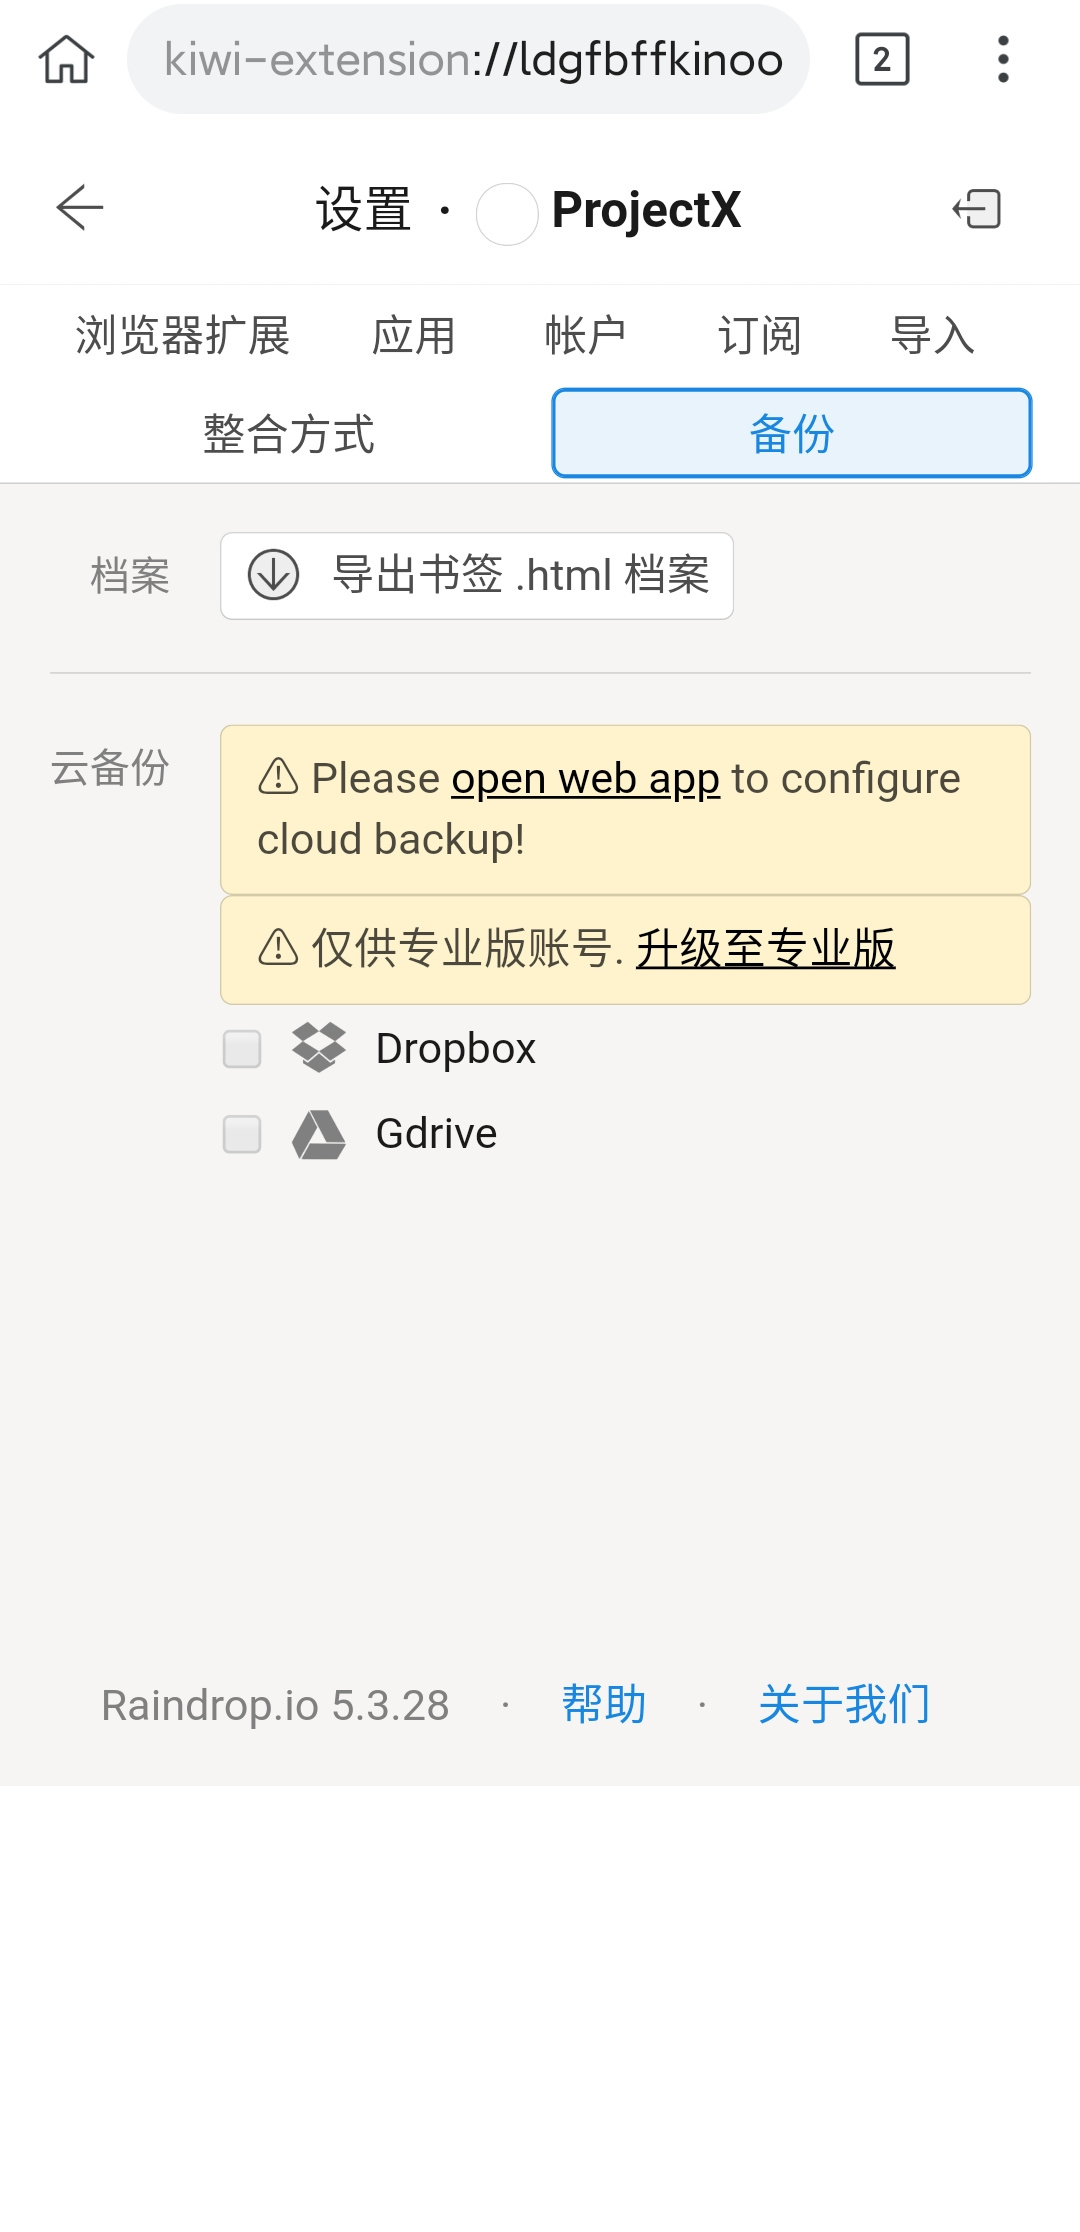 kiwi-extension://ldgfbffkinoo
2
设置 · ProjectX
浏览器扩展 应用 帐户 订阅 导入
整合方式 备份
档案 导出书签 .html 档案
云备份 Please open web app to configure
cloud backup!
仅供专业版账号. 升级至专业版
Dropbox
Gdrive
Raindrop.io 5.3.28 · 帮助 · 关于我们